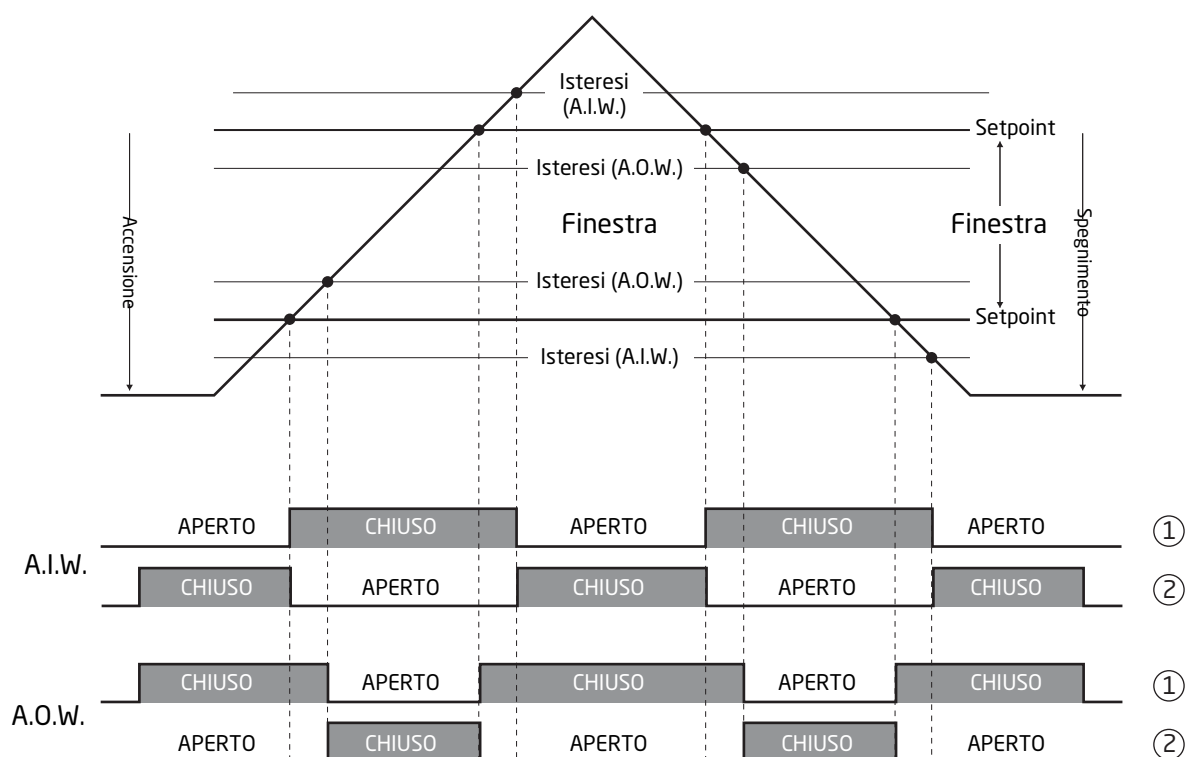 Isteresi
(A.I.W.)
Setpoint
Isteresi (A.O.W.)
Accensione
Finestra
Finestra
Spegnimento
Isteresi (A.O.W.)
Setpoint
Isteresi (A.I.W.)
A.I.W.
APERTO CHIUSO APERTO CHIUSO APERTO ①
CHIUSO APERTO CHIUSO APERTO CHIUSO ②
A.O.W.
CHIUSO APERTO CHIUSO APERTO CHIUSO ①
APERTO CHIUSO APERTO CHIUSO APERTO ②